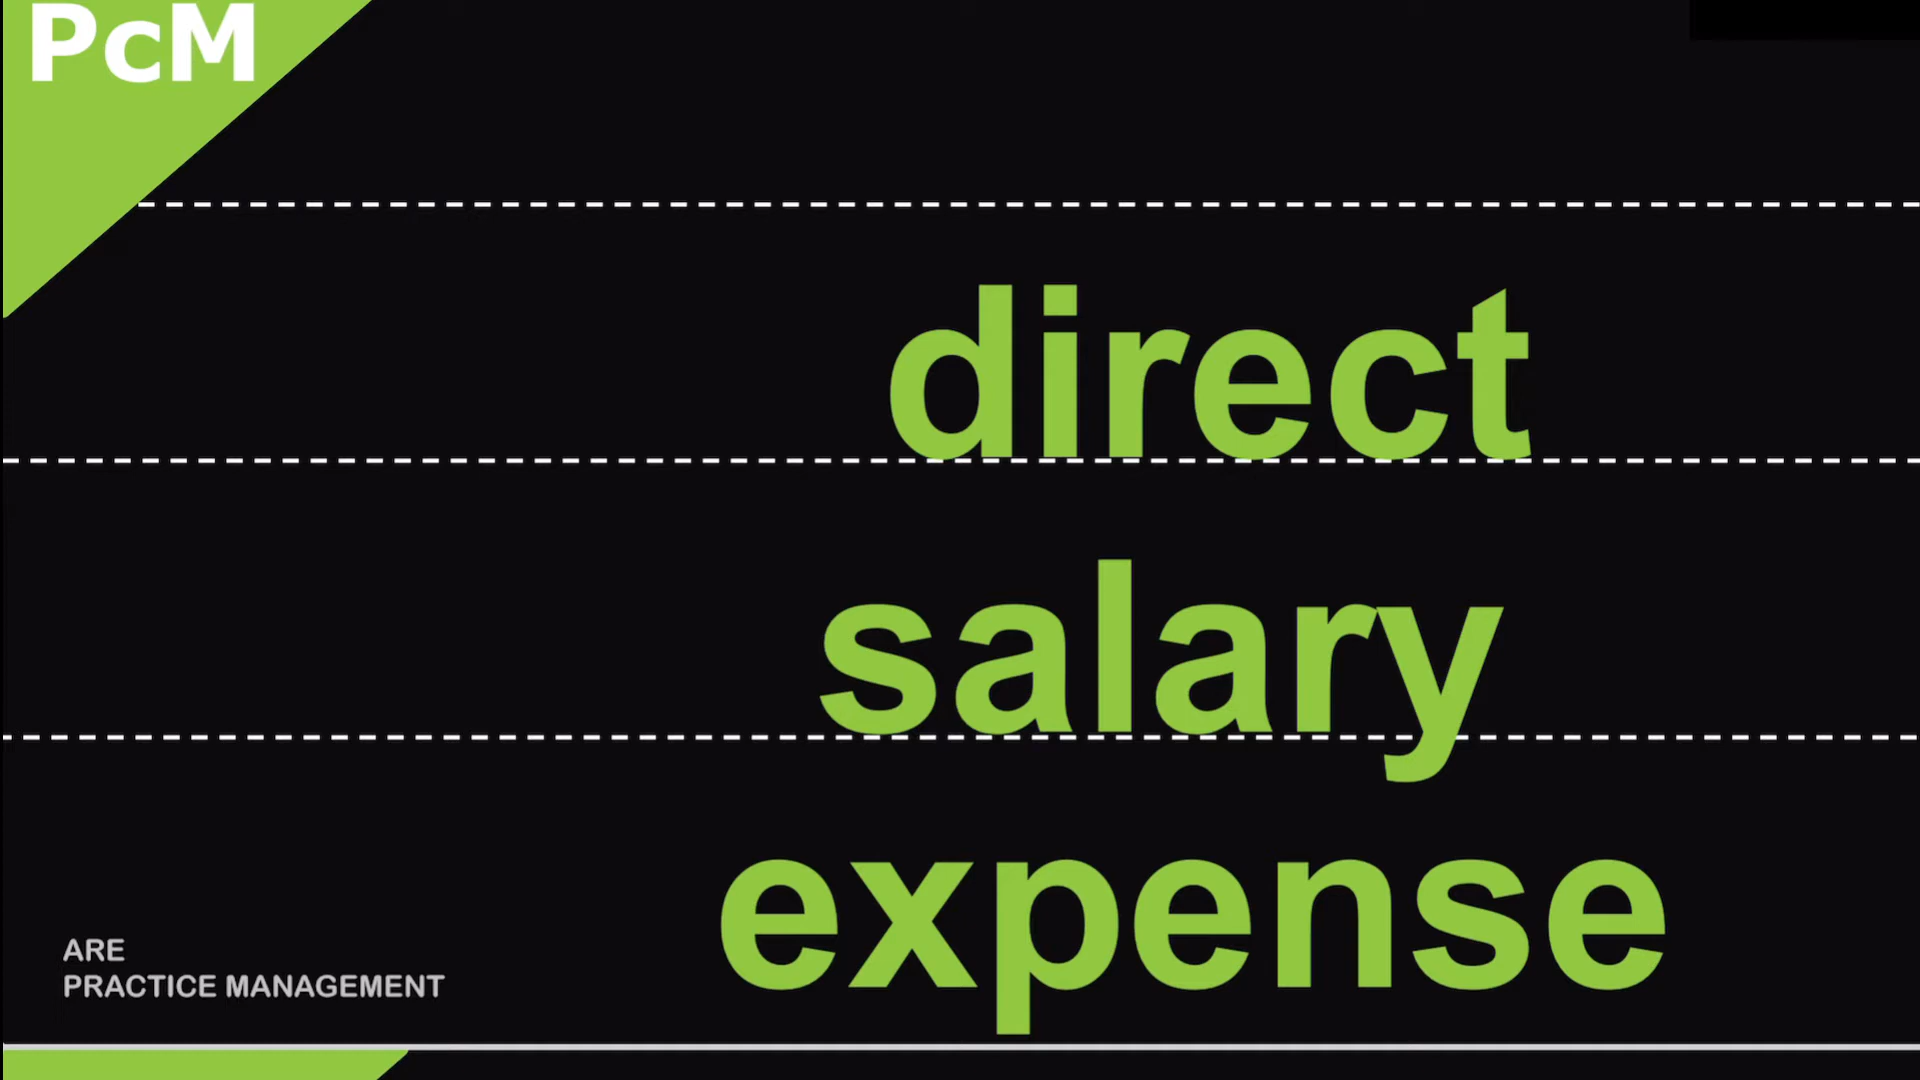 PcM
direct
salary
expense
ARE
PRACTICE MANAGEMENT